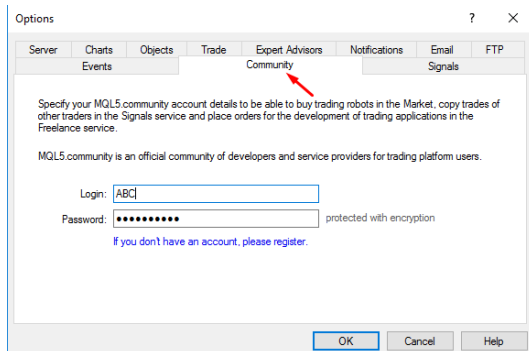 Options
? X
Server Charts Objects Trade Expert Advisors Notifications Email FTP
Events Community Signals
Specify your MQL5.community account details to be able to buy trading robots in the Market, copy trades of
other traders in the Signals service and place orders for the development of trading applications in the
Freelance service.
MQL5.community is an official community of developers and service providers for trading platform users.
Login: ABC
Password: ●●●●●●●●●● protected with encryption
If you don't have an account, please register.
OK Cancel Help